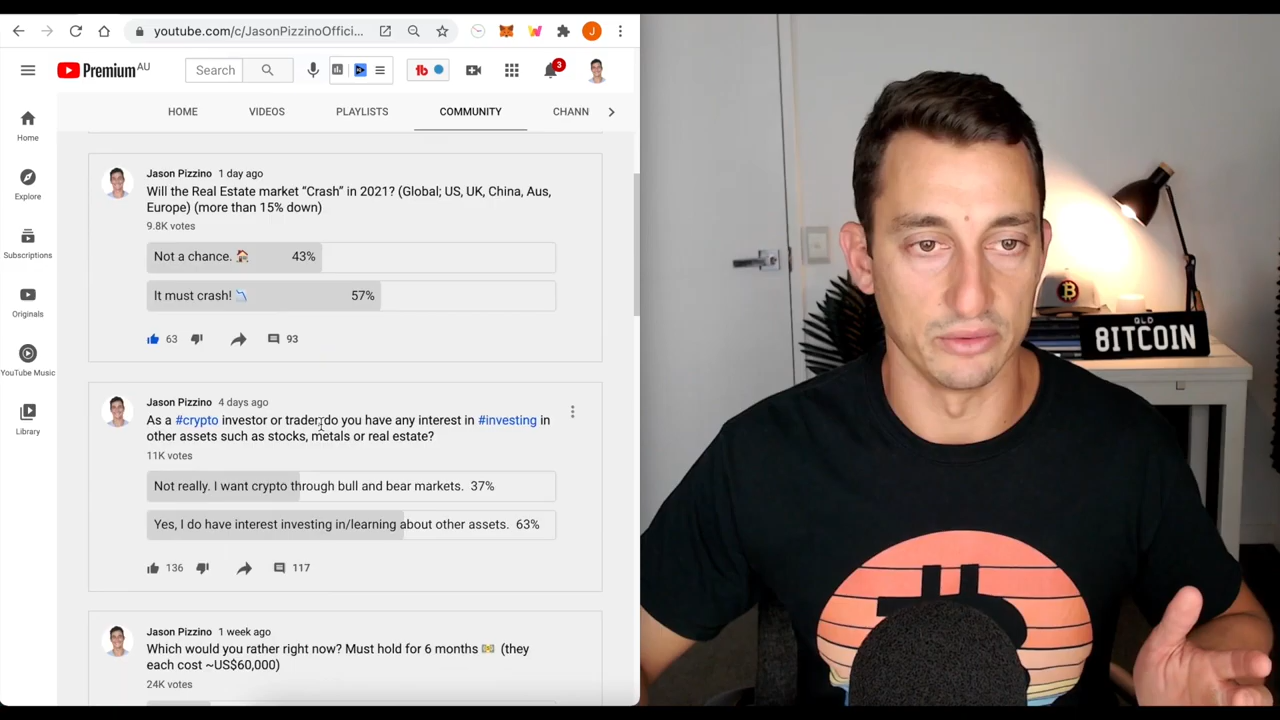 youtube.com/c/JasonPizzinoOffici...
J
Premium AU
Search
fb
3
HOME
VIDEOS
PLAYLISTS
COMMUNITY
CHANN
Home
Explore
Subscriptions
Originals
YouTube Music
Library
Jason Pizzino 1 day ago
Will the Real Estate market “Crash” in 2021? (Global; US, UK, China, Aus,
Europe) (more than 15% down)
9.8K votes
Not a chance. 🏠 43%
It must crash! 📉 57%
63
93
Jason Pizzino 4 days ago
As a #crypto investor or trader do you have any interest in #investing in
other assets such as stocks, metals or real estate?
11K votes
Not really. I want crypto through bull and bear markets. 37%
Yes, I do have interest investing in/learning about other assets. 63%
136
117
Jason Pizzino 1 week ago
Which would you rather right now? Must hold for 6 months 💵 (they
each cost ~US$60,000)
24K votes
QLD
8ITCOIN